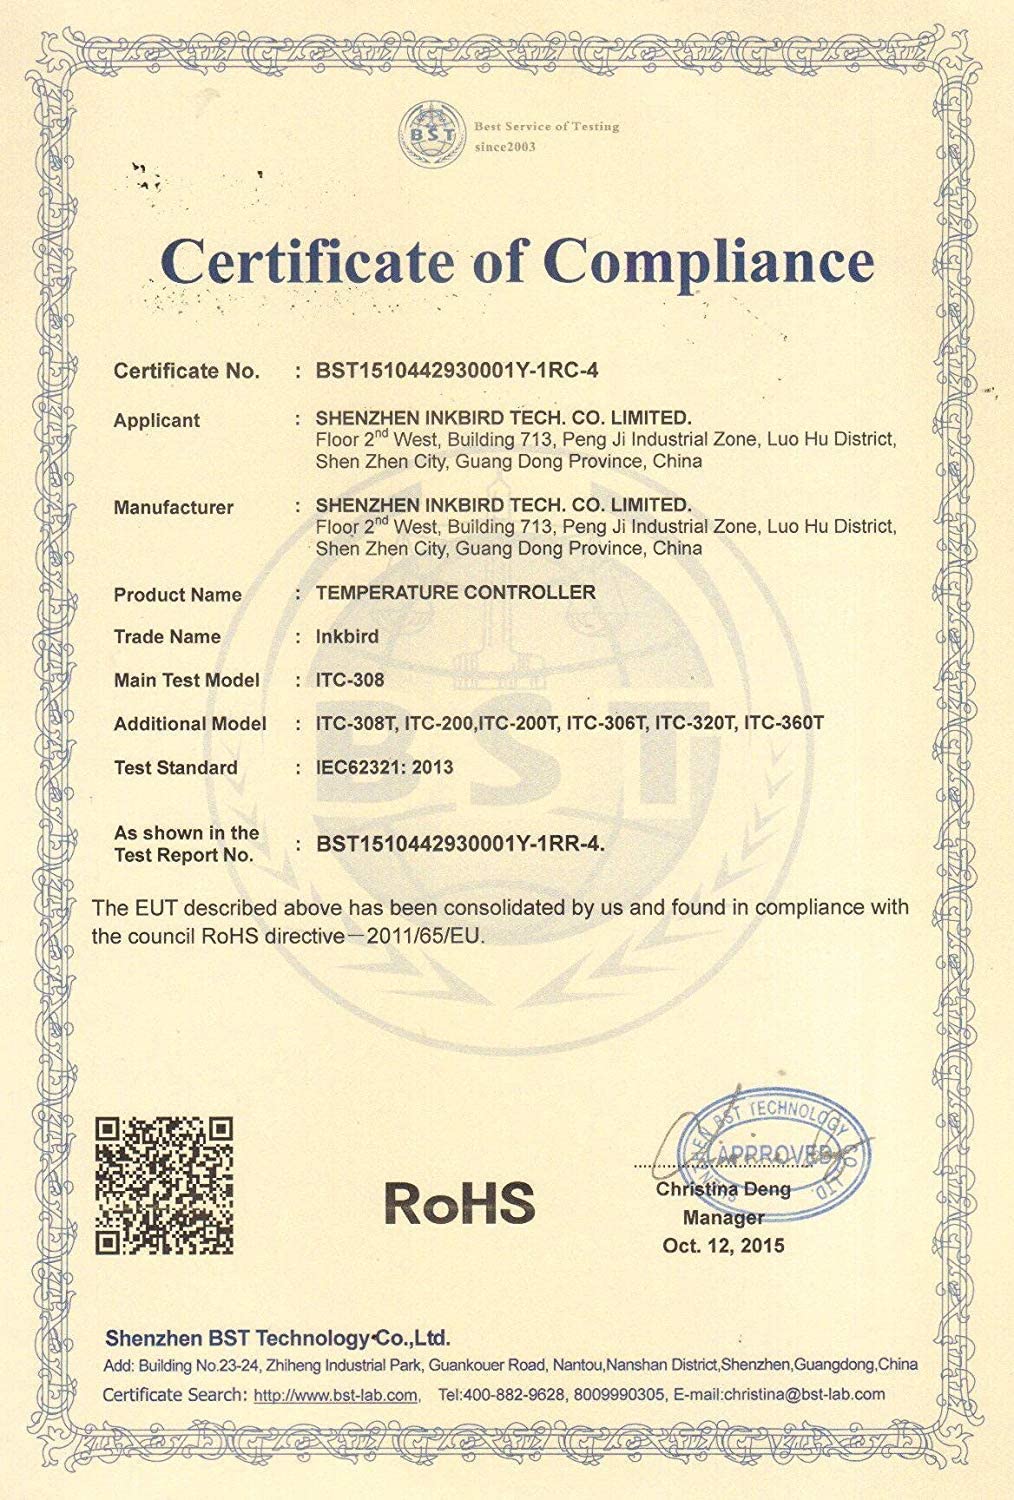 BST
Best Service of Testing
since2003
Certificate of Compliance
Certificate No. : BST1510442930001Y-1RC-4
Applicant : SHENZHEN INKBIRD TECH. CO. LIMITED.
Floor 2nd West, Building 713, Peng Ji Industrial Zone, Luo Hu District,
Shen Zhen City, Guang Dong Province, China
Manufacturer : SHENZHEN INKBIRD TECH. CO. LIMITED.
Floor 2nd West, Building 713, Peng Ji Industrial Zone, Luo Hu District,
Shen Zhen City, Guang Dong Province, China
Product Name : TEMPERATURE CONTROLLER
Trade Name : Inkbird
Main Test Model : ITC-308
Additional Model : ITC-308T, ITC-200,ITC-200T, ITC-306T, ITC-320T, ITC-360T
BST
Test Standard : IEC62321: 2013
As shown in the
Test Report No. : BST1510442930001Y-1RR-4.
The EUT described above has been consolidated by us and found in compliance with
the council RoHS directive—2011/65/EU.
SHENZHEN BST TECHNOLOGY CO., LTD.
APPROVED
RoHS
Christina Deng
Manager
Oct. 12, 2015
Shenzhen BST Technology Co.,Ltd.
Add: Building No.23-24, Zhiheng Industrial Park, Guankouer Road, Nantou,Nanshan District,Shenzhen,Guangdong,China
Certificate Search: http://www.bst-lab.com, Tel:400-882-9628, 8009990305, E-mail:christina@bst-lab.com